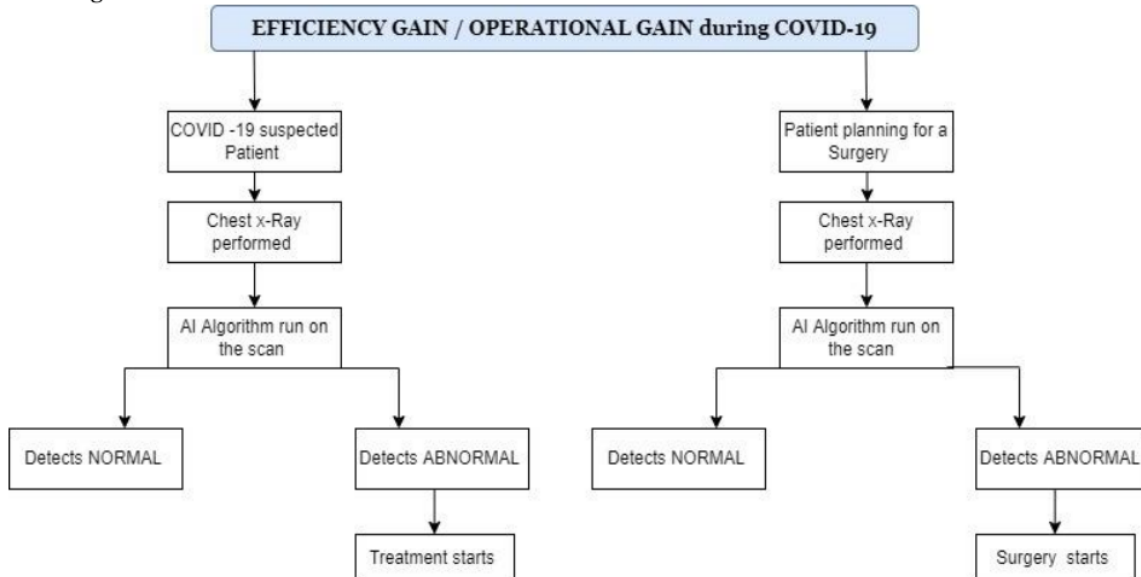 EFFICIENCY GAIN / OPERATIONAL GAIN during COVID-19
COVID -19 suspected
Patient
Chest x-Ray
performed
AI Algorithm run on
the scan
Detects NORMAL
Detects ABNORMAL
Treatment starts
Patient planning for a
Surgery
Chest x-Ray
performed
AI Algorithm run on
the scan
Detects NORMAL
Detects ABNORMAL
Surgery starts